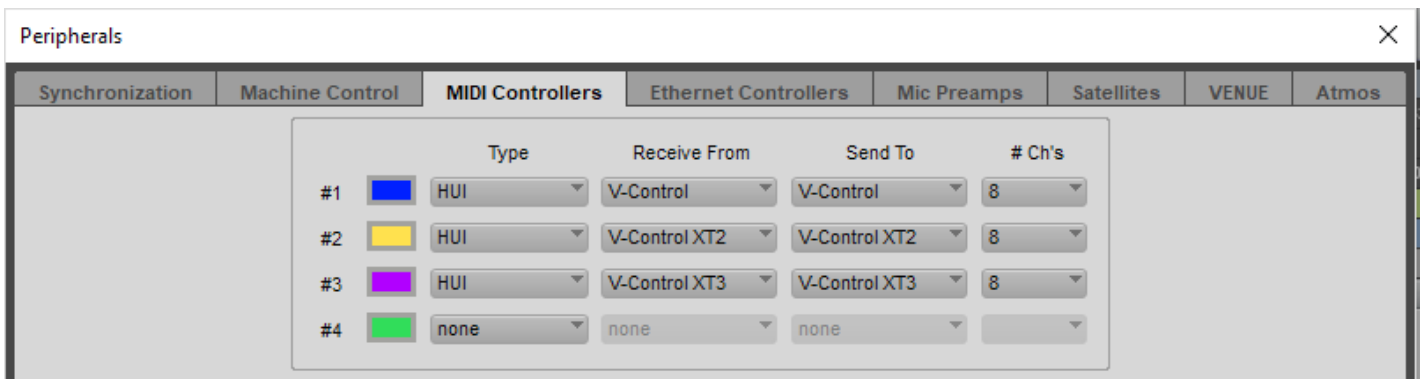 Peripherals
Synchronization Machine Control MIDI Controllers Ethernet Controllers Mic Preamps Satellites VENUE Atmos
Type Receive From Send To # Ch's
#1 HUI V-Control V-Control 8
#2 HUI V-Control XT2 V-Control XT2 8
#3 HUI V-Control XT3 V-Control XT3 8
#4 none none none